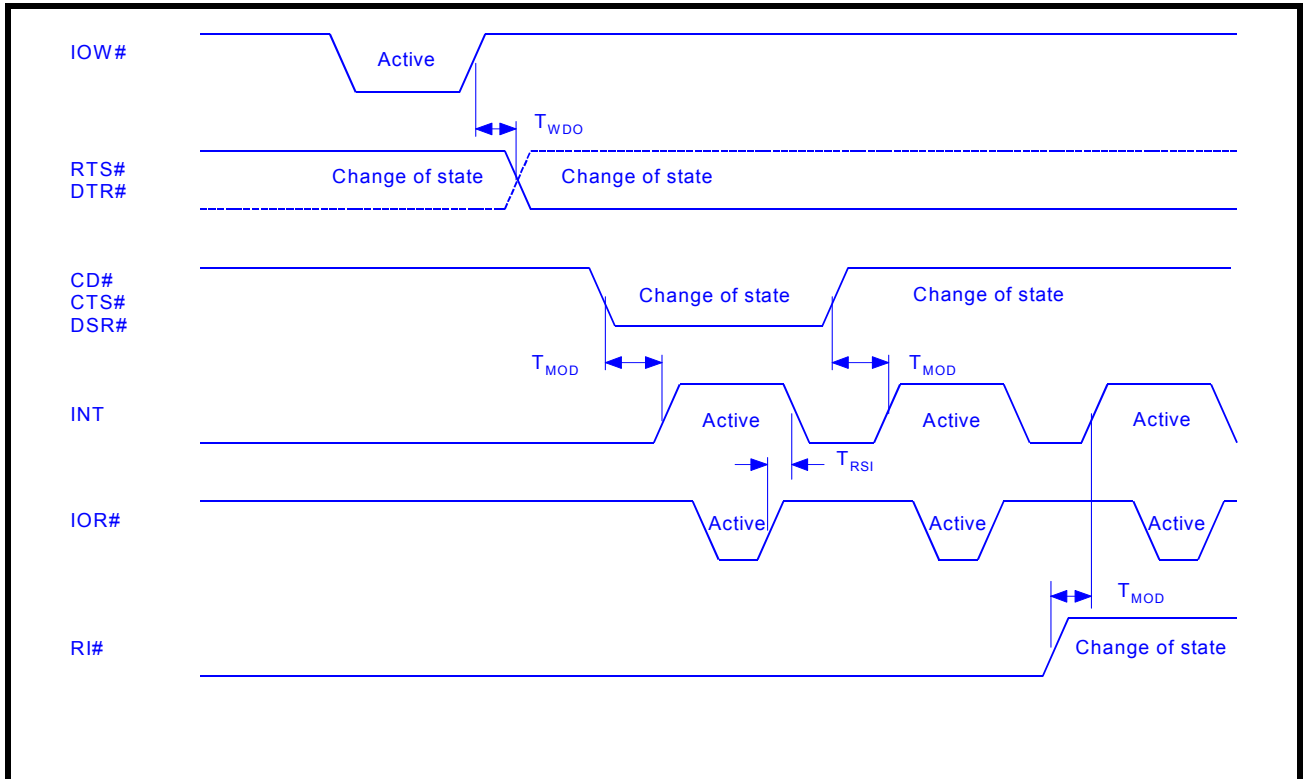 IOW#
Active
TWDO
RTS#
DTR#
Change of state
Change of state
CD#
CTS#
DSR#
Change of state
Change of state
TMOD
TMOD
INT
Active
Active
Active
TRSI
IOR#
Active
Active
Active
TMOD
RI#
Change of state